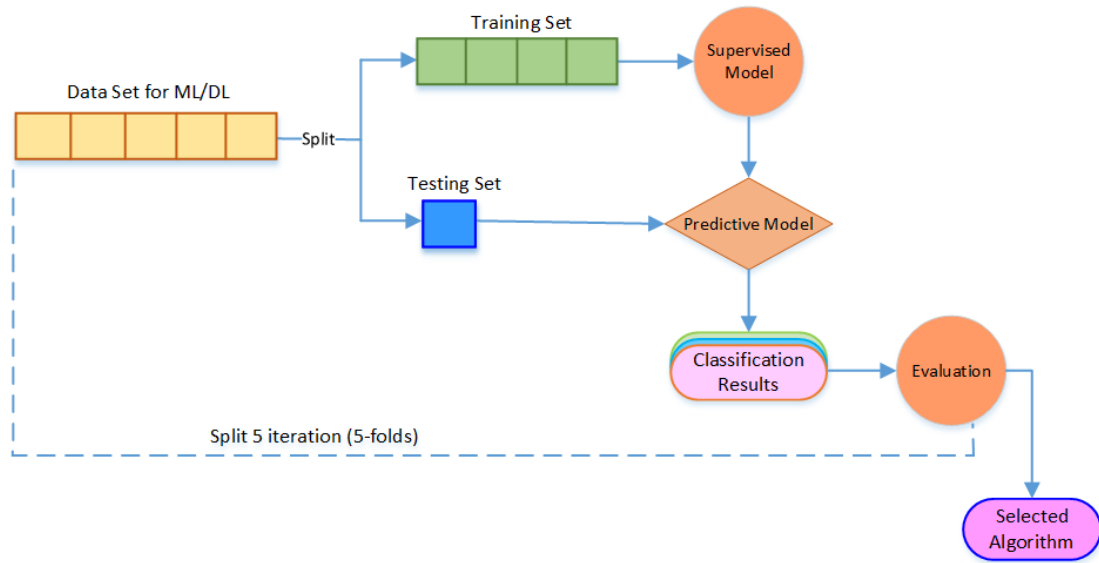 Training Set
Supervised
Model
Data Set for ML/DL
Split
Testing Set
Predictive Model
Classification
Results
Evaluation
Split 5 iteration (5-folds)
Selected
Algorithm